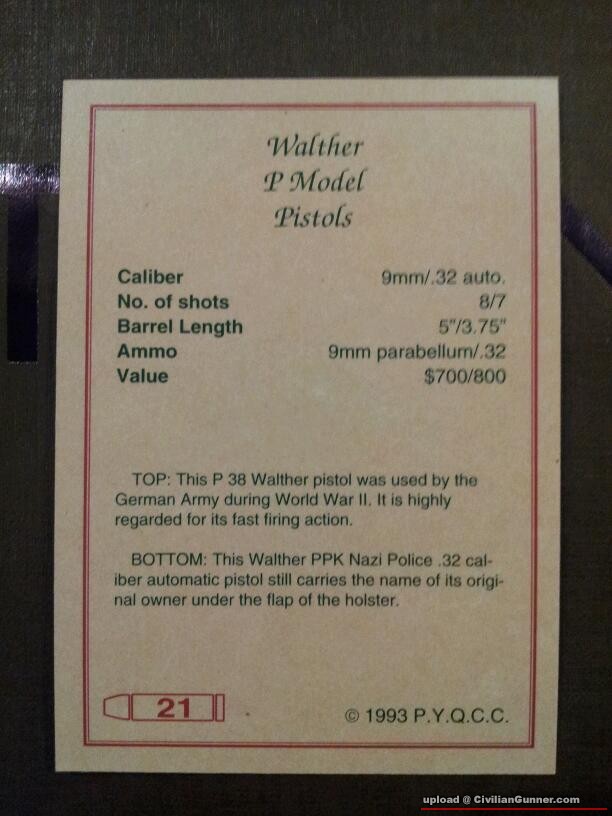 Walther
P Model
Pistols
Caliber 9mm/.32 auto.
No. of shots 8/7
Barrel Length 5"/3.75"
Ammo 9mm parabellum/.32
Value $700/800
TOP: This P 38 Walther pistol was used by the
German Army during World War II. It is highly
regarded for its fast firing action.
BOTTOM: This Walther PPK Nazi Police .32 cal-
iber automatic pistol still carries the name of its origi-
nal owner under the flap of the holster.
21 © 1993 P.Y.Q.C.C.
upload @ CivilianGunner.com